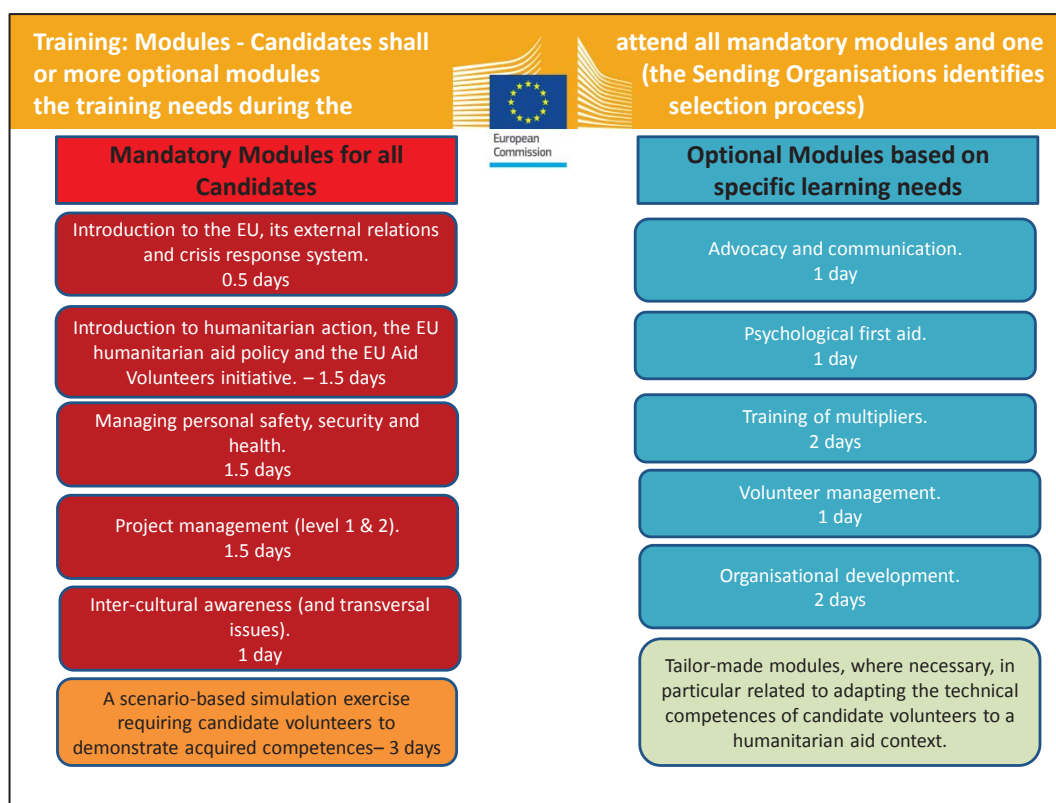 Training: Modules - Candidates shall attend all mandatory modules and one
or more optional modules (the Sending Organisations identifies
the training needs during the selection process)
European
Commission
Mandatory Modules for all
Candidates
Introduction to the EU, its external relations
and crisis response system.
0.5 days
Introduction to humanitarian action, the EU
humanitarian aid policy and the EU Aid
Volunteers initiative. – 1.5 days
Managing personal safety, security and
health.
1.5 days
Project management (level 1 & 2).
1.5 days
Inter-cultural awareness (and transversal
issues).
1 day
A scenario-based simulation exercise
requiring candidate volunteers to
demonstrate acquired competences– 3 days
Optional Modules based on
specific learning needs
Advocacy and communication.
1 day
Psychological first aid.
1 day
Training of multipliers.
2 days
Volunteer management.
1 day
Organisational development.
2 days
Tailor-made modules, where necessary, in
particular related to adapting the technical
competences of candidate volunteers to a
humanitarian aid context.